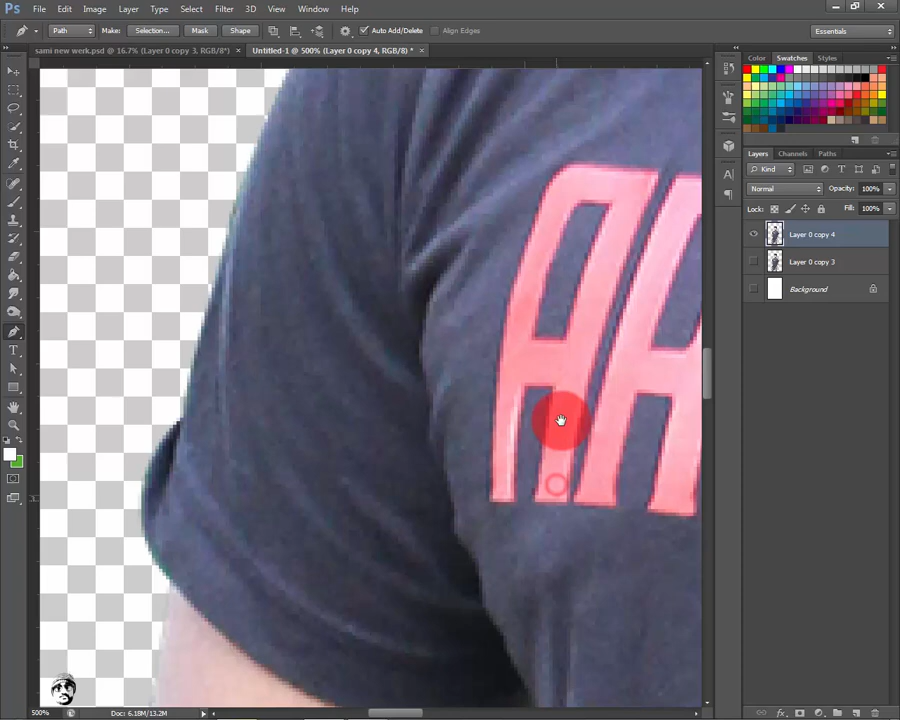 Ps File Edit Image Layer Type Select Filter 3D View Window Help
Path Make: Selection... Mask Shape Auto Add/Delete Align Edges Essentials
sami new work.psd @ 16.7% (Layer 0 copy 3, RGB/8*) × Untitled-1 @ 500% (Layer 0 copy 4, RGB/8) * ×
Color Swatches Styles
Layers Channels Paths
Kind
Normal Opacity: 100%
Lock: Fill: 100%
Layer 0 copy 4
Layer 0 copy 3
Background
500% Doc: 6.18M/13.2M